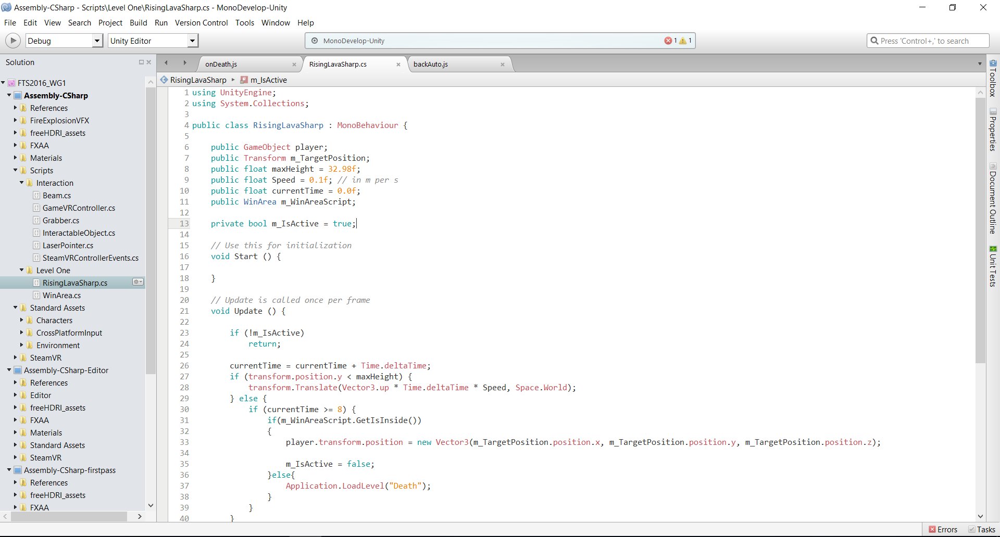 Assembly-CSharp - Scripts\Level One\RisingLavaSharp.cs - MonoDevelop-Unity
File Edit View Search Project Build Run Version Control Tools Window Help
Debug Unity Editor MonoDevelop-Unity 1 1 Press 'Control+,' to search
Solution
FTS2016_WG1
Assembly-CSharp
References
FireExplosionVFX
freeHDRI_assets
FXAA
Materials
Scripts
Interaction
Beam.cs
GameVRController.cs
Grabber.cs
InteractableObject.cs
LaserPointer.cs
SteamVRControllerEvents.cs
Level One
RisingLavaSharp.cs
WinArea.cs
Standard Assets
Characters
CrossPlatformInput
Environment
SteamVR
Assembly-CSharp-Editor
References
Editor
freeHDRI_assets
FXAA
Materials
Standard Assets
SteamVR
Assembly-CSharp-firstpass
References
freeHDRI_assets
FXAA
onDeath.js RisingLavaSharp.cs backAuto.js
RisingLavaSharp m_IsActive
1 using UnityEngine;
2 using System.Collections;
3
4 public class RisingLavaSharp : MonoBehaviour {
5
6 public GameObject player;
7 public Transform m_TargetPosition;
8 public float maxHeight = 32.98f;
9 public float Speed = 0.1f; // in m per s
10 public float currentTime = 0.0f;
11 public WinArea m_WinAreaScript;
12
13 private bool m_IsActive = true;
14
15 // Use this for initialization
16 void Start () {
17
18 }
19
20 // Update is called once per frame
21 void Update () {
22
23 if (!m_IsActive)
24 return;
25
26 currentTime = currentTime + Time.deltaTime;
27 if (transform.position.y < maxHeight) {
28 transform.Translate(Vector3.up * Time.deltaTime * Speed, Space.World);
29 } else {
30 if (currentTime >= 8) {
31 if(m_WinAreaScript.GetIsInside())
32 {
33 player.transform.position = new Vector3(m_TargetPosition.position.x, m_TargetPosition.position.y, m_TargetPosition.position.z);
34
35 m_IsActive = false;
36 }else{
37 Application.LoadLevel("Death");
38 }
39 }
40 }
Toolbox
Properties
Document Outline
Unit Tests
Errors Tasks